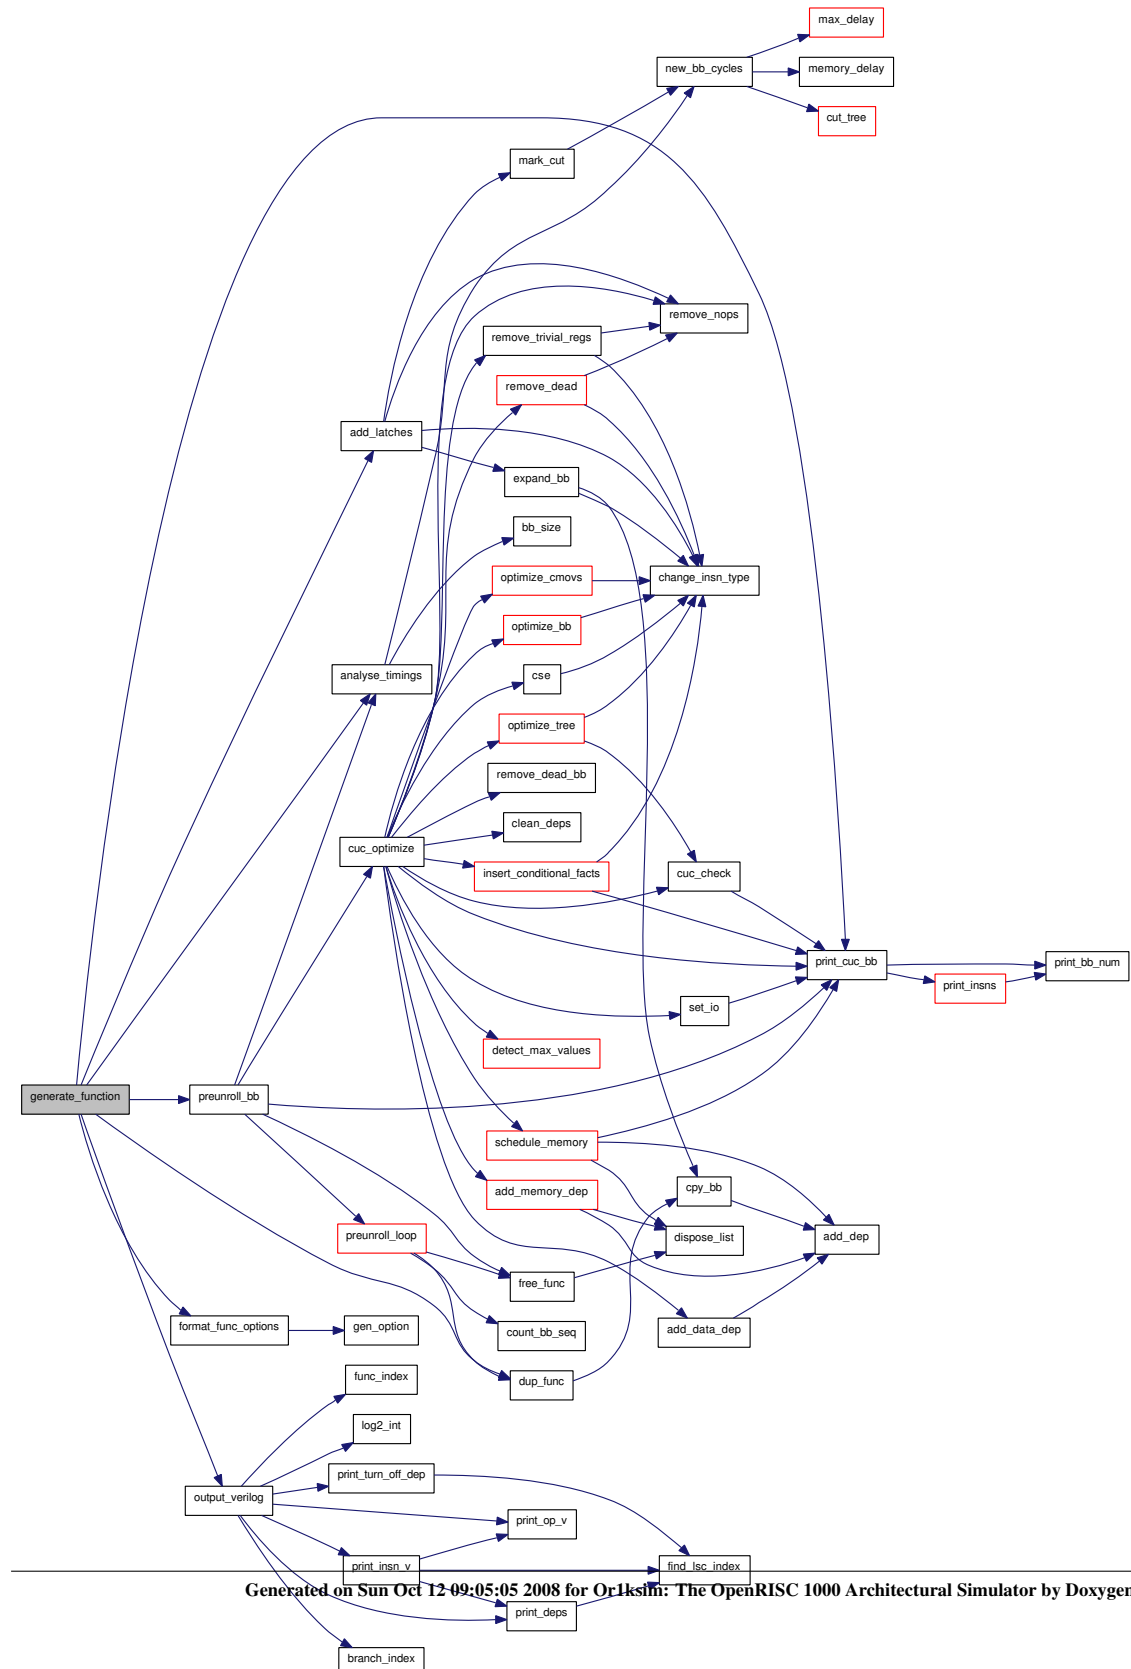 max_delay
new_bb_cycles
memory_delay
cut_tree
mark_cut
remove_nops
remove_trivial_regs
remove_dead
add_latches
expand_bb
bb_size
optimize_cmovs
change_insn_type
optimize_bb
analyse_timings
cse
optimize_tree
remove_dead_bb
clean_deps
cuc_optimize
insert_conditional_facts
cuc_check
print_cuc_bb
print_bb_num
print_insns
set_io
detect_max_values
generate_function
preunroll_bb
schedule_memory
add_memory_dep
cpy_bb
preunroll_loop
dispose_list
add_dep
free_func
format_func_options
gen_option
count_bb_seq
add_data_dep
func_index
dup_func
log2_int
print_turn_off_dep
output_verilog
print_op_v
print_insn_v
find_lsc_index
Generated on Sun Oct 12 09:05:05 2008 for Or1ksim: The OpenRISC 1000 Architectural Simulator by Doxygen
print_deps
branch_index